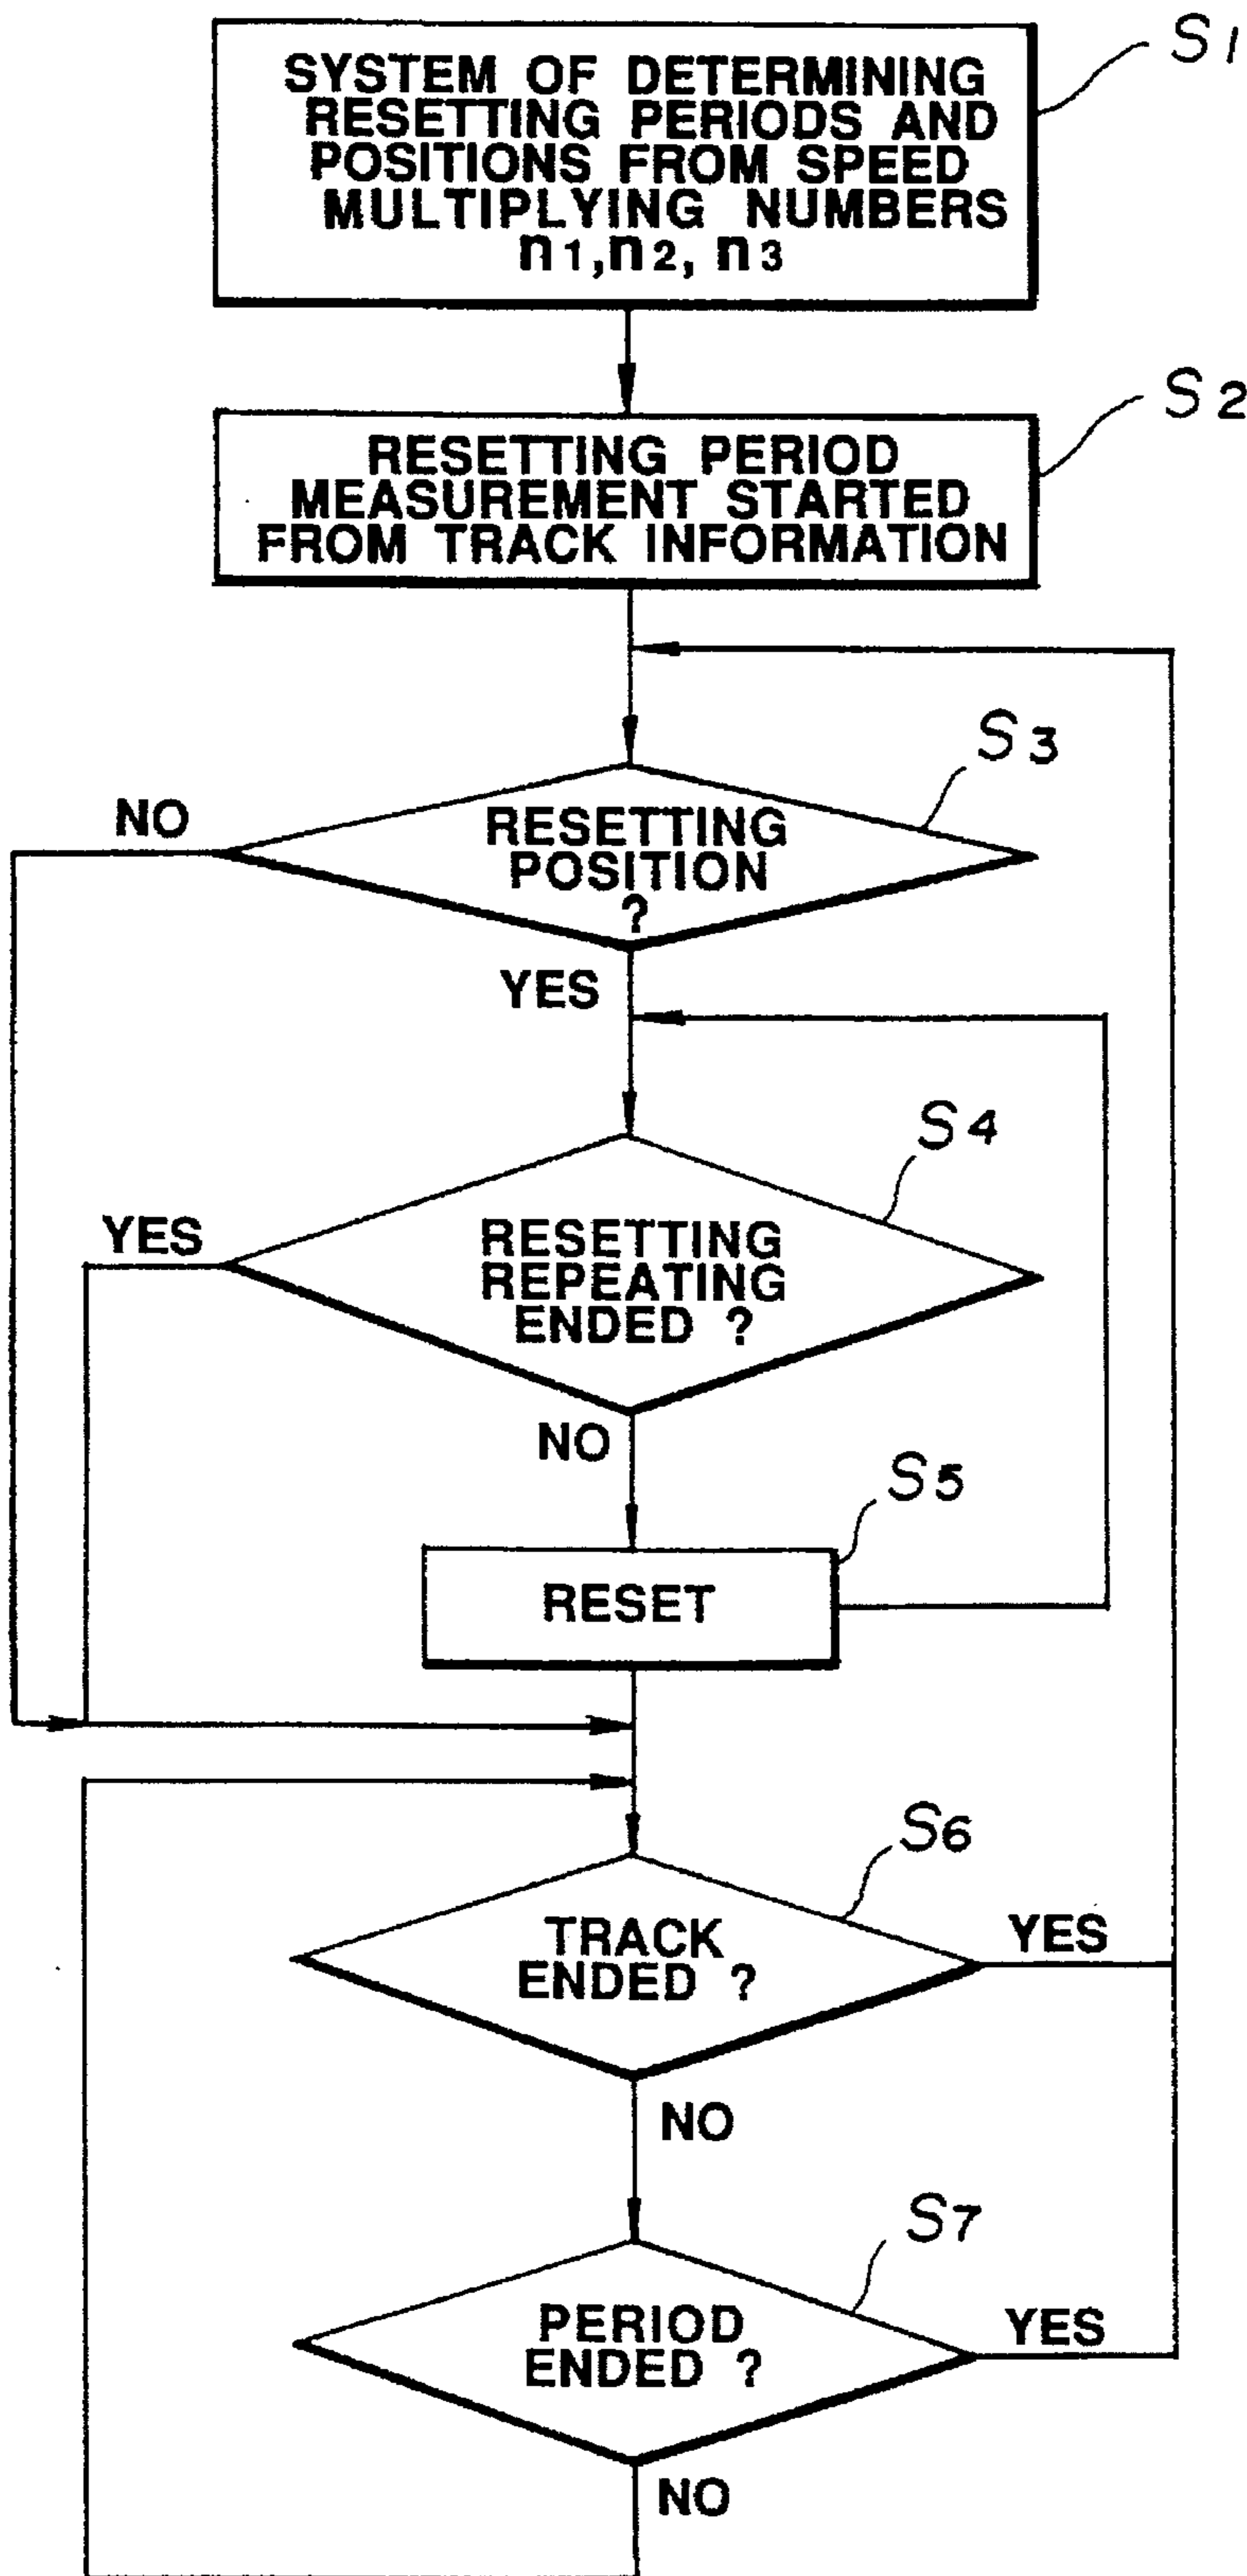 S1
SYSTEM OF DETERMINING
RESETTING PERIODS AND
POSITIONS FROM SPEED
MULTIPLYING NUMBERS
n1,n2, n3
S2
RESETTING PERIOD
MEASUREMENT STARTED
FROM TRACK INFORMATION
S3
NO
RESETTING
POSITION
?
YES
S4
YES
RESETTING
REPEATING
ENDED ?
NO
S5
RESET
S6
TRACK
ENDED ?
YES
NO
S7
PERIOD
ENDED ?
YES
NO